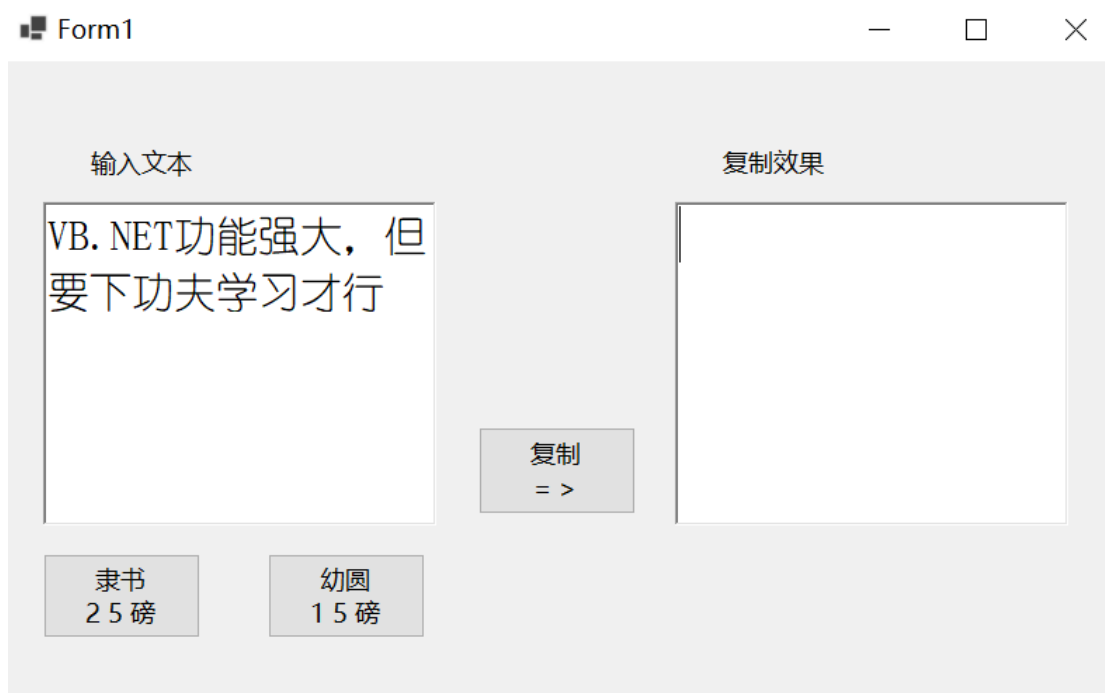 Form1
输入文本
复制效果
VB.NET功能强大，但
要下功夫学习才行
复制
= >
隶书
2 5 磅
幼圆
1 5 磅